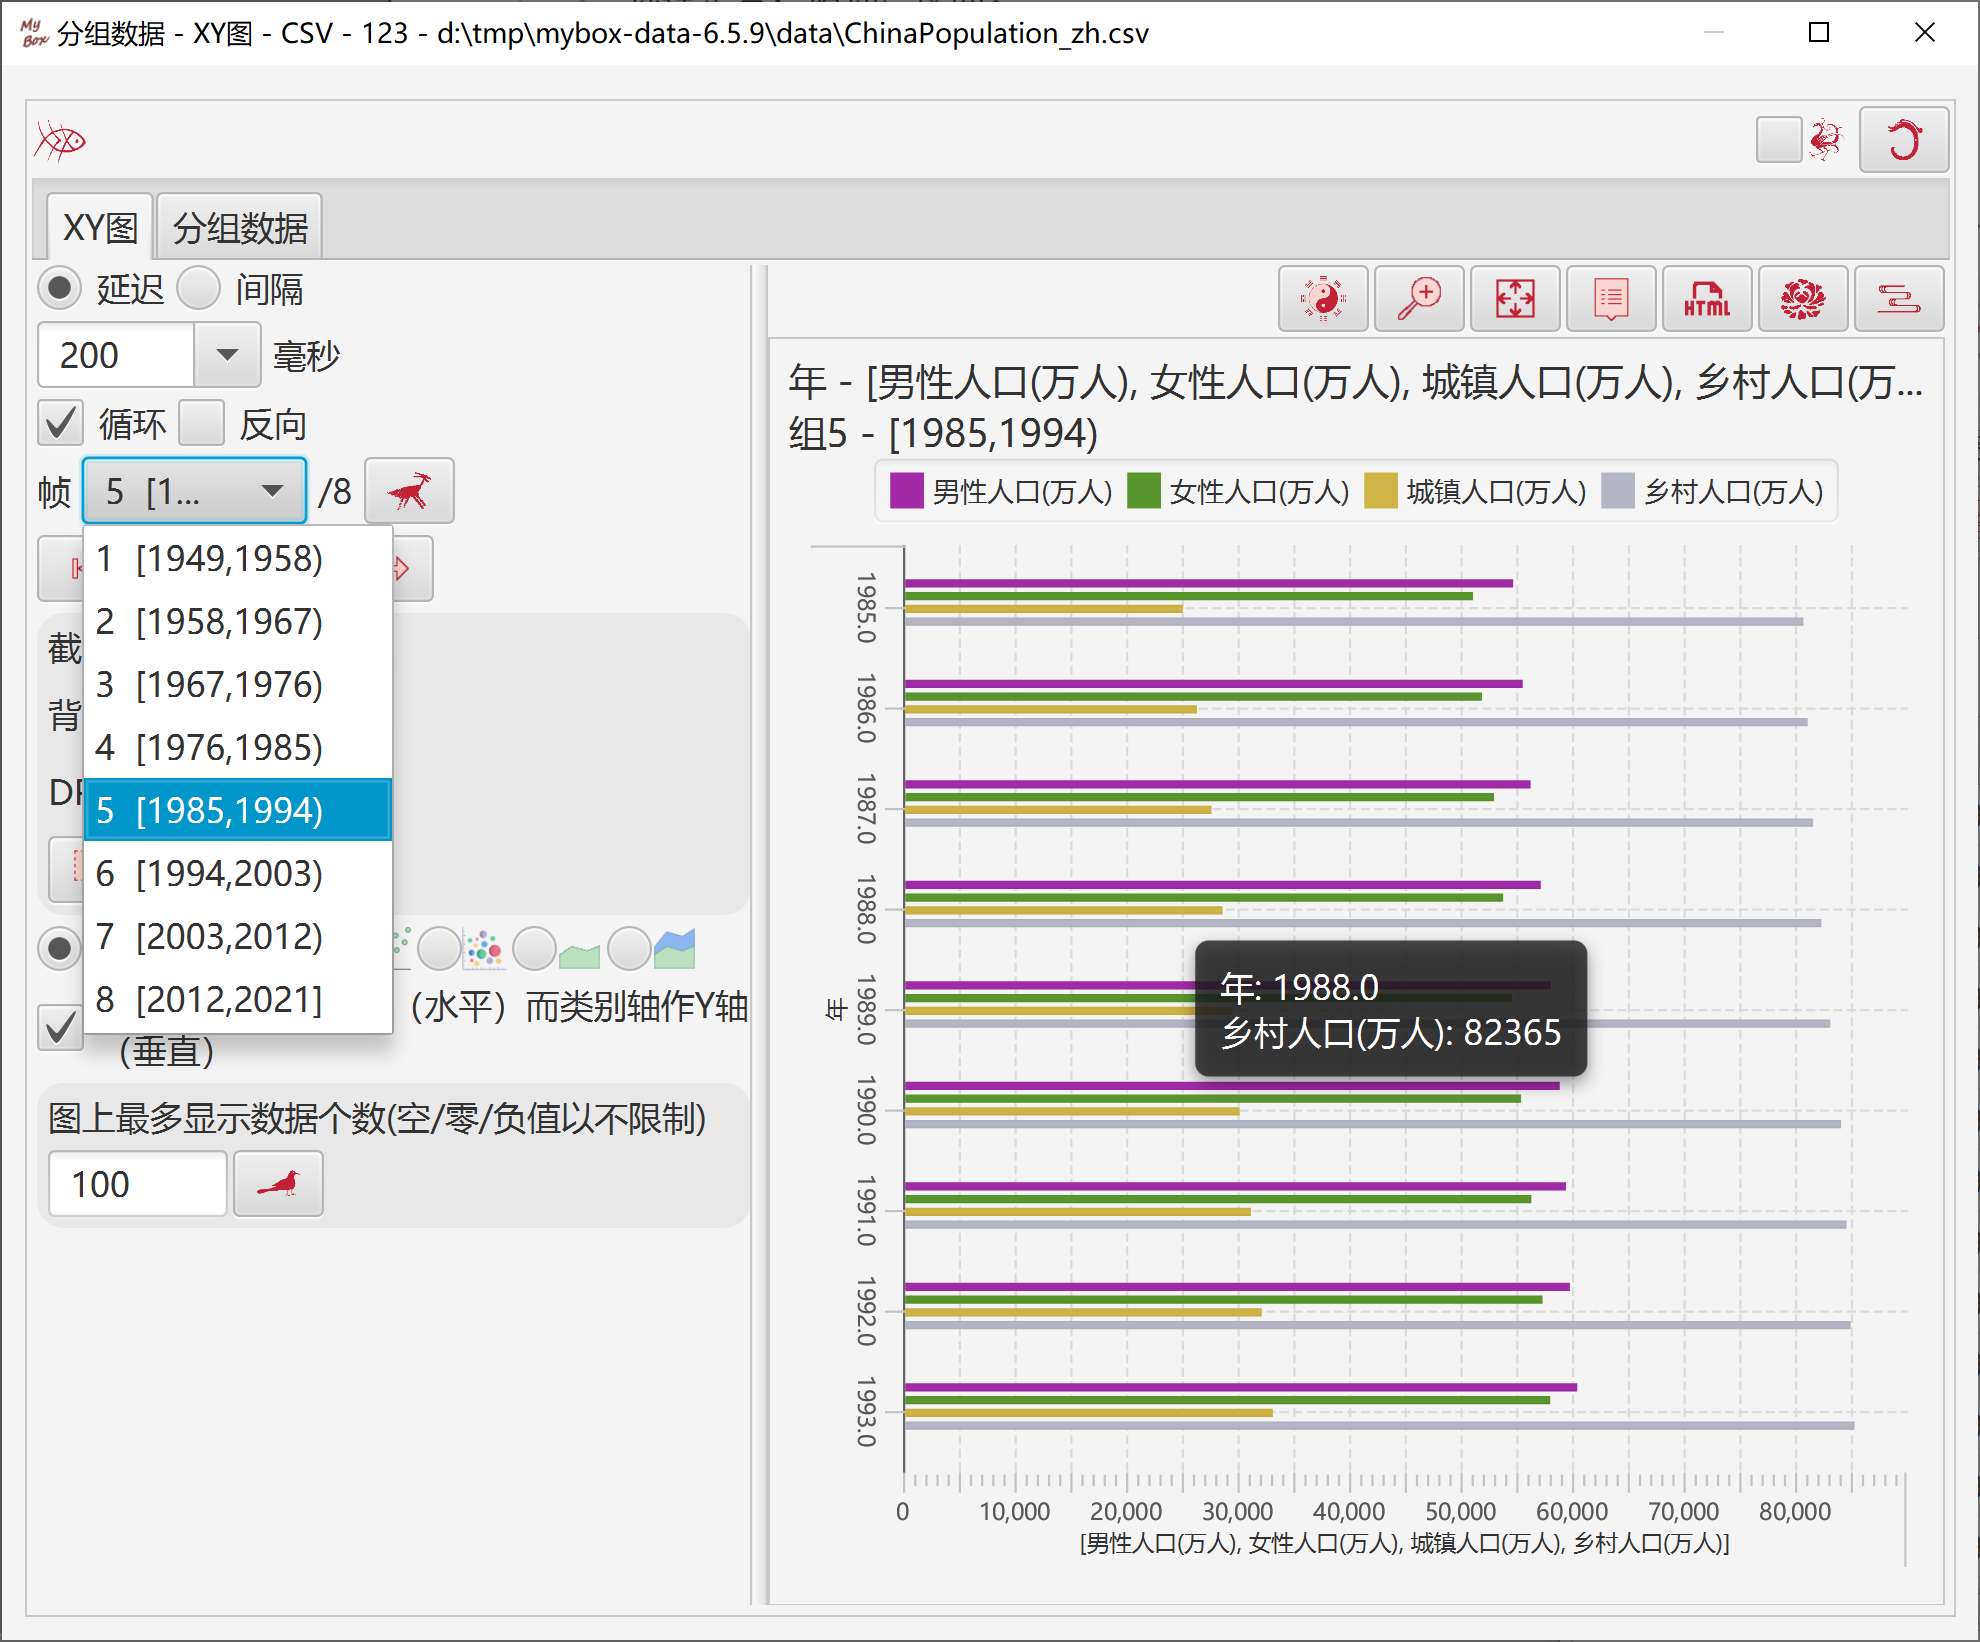 My Box 分组数据 - XY图 - CSV - 123 - d:\tmp\mybox-data-6.5.9\data\ChinaPopulation_zh.csv
XY图 分组数据
延迟 间隔
200 毫秒
循环 反向
帧 5 [1... /8
1 [1949,1958)
2 [1958,1967)
3 [1967,1976)
4 [1976,1985)
5 [1985,1994)
6 [1994,2003)
7 [2003,2012)
8 [2012,2021]
截
背
(水平）而类别轴作Y轴
(垂直)
图上最多显示数据个数(空/零/负值以不限制)
100
HTML
年 - [男性人口(万人), 女性人口(万人), 城镇人口(万人), 乡村人口(万...
组5 - [1985,1994)
男性人口(万人) 女性人口(万人) 城镇人口(万人) 乡村人口(万人)
年
1985.0
1986.0
1987.0
1988.0
1989.0
1990.0
1991.0
1992.0
1993.0
年: 1988.0
乡村人口(万人): 82365
0 10,000 20,000 30,000 40,000 50,000 60,000 70,000 80,000
[男性人口(万人), 女性人口(万人), 城镇人口(万人), 乡村人口(万人)]